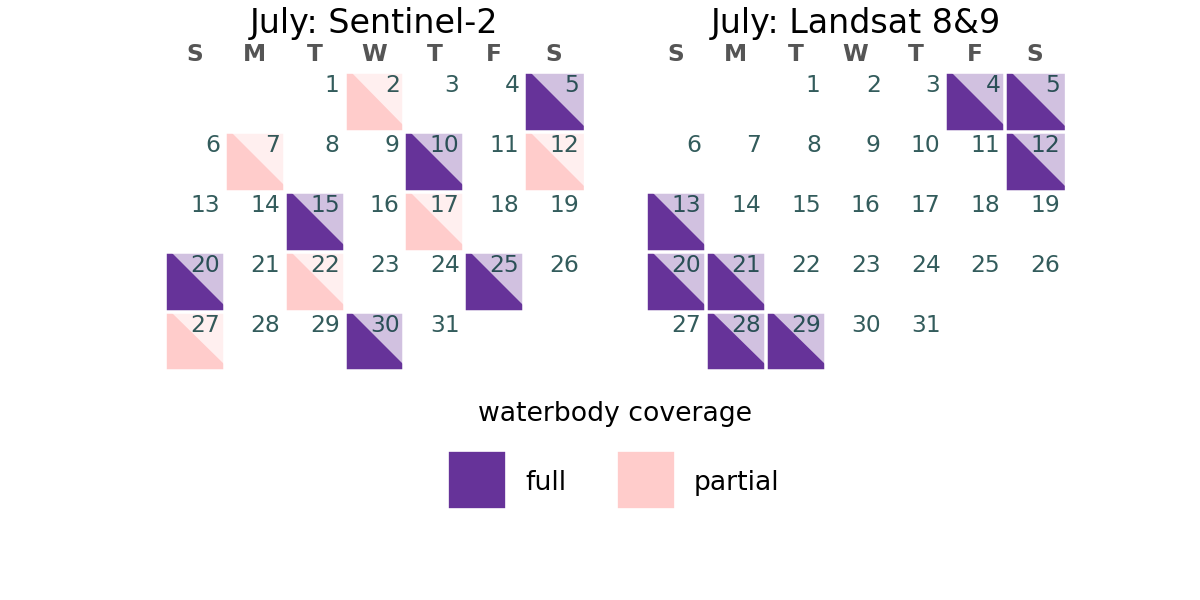 July: Sentinel-2
S M T W T F S
1 2 3 4 5
6 7 8 9 10 11 12
13 14 15 16 17 18 19
20 21 22 23 24 25 26
27 28 29 30 31
July: Landsat 8&9
S M T W T F S
1 2 3 4 5
6 7 8 9 10 11 12
13 14 15 16 17 18 19
20 21 22 23 24 25 26
27 28 29 30 31
waterbody coverage
full partial